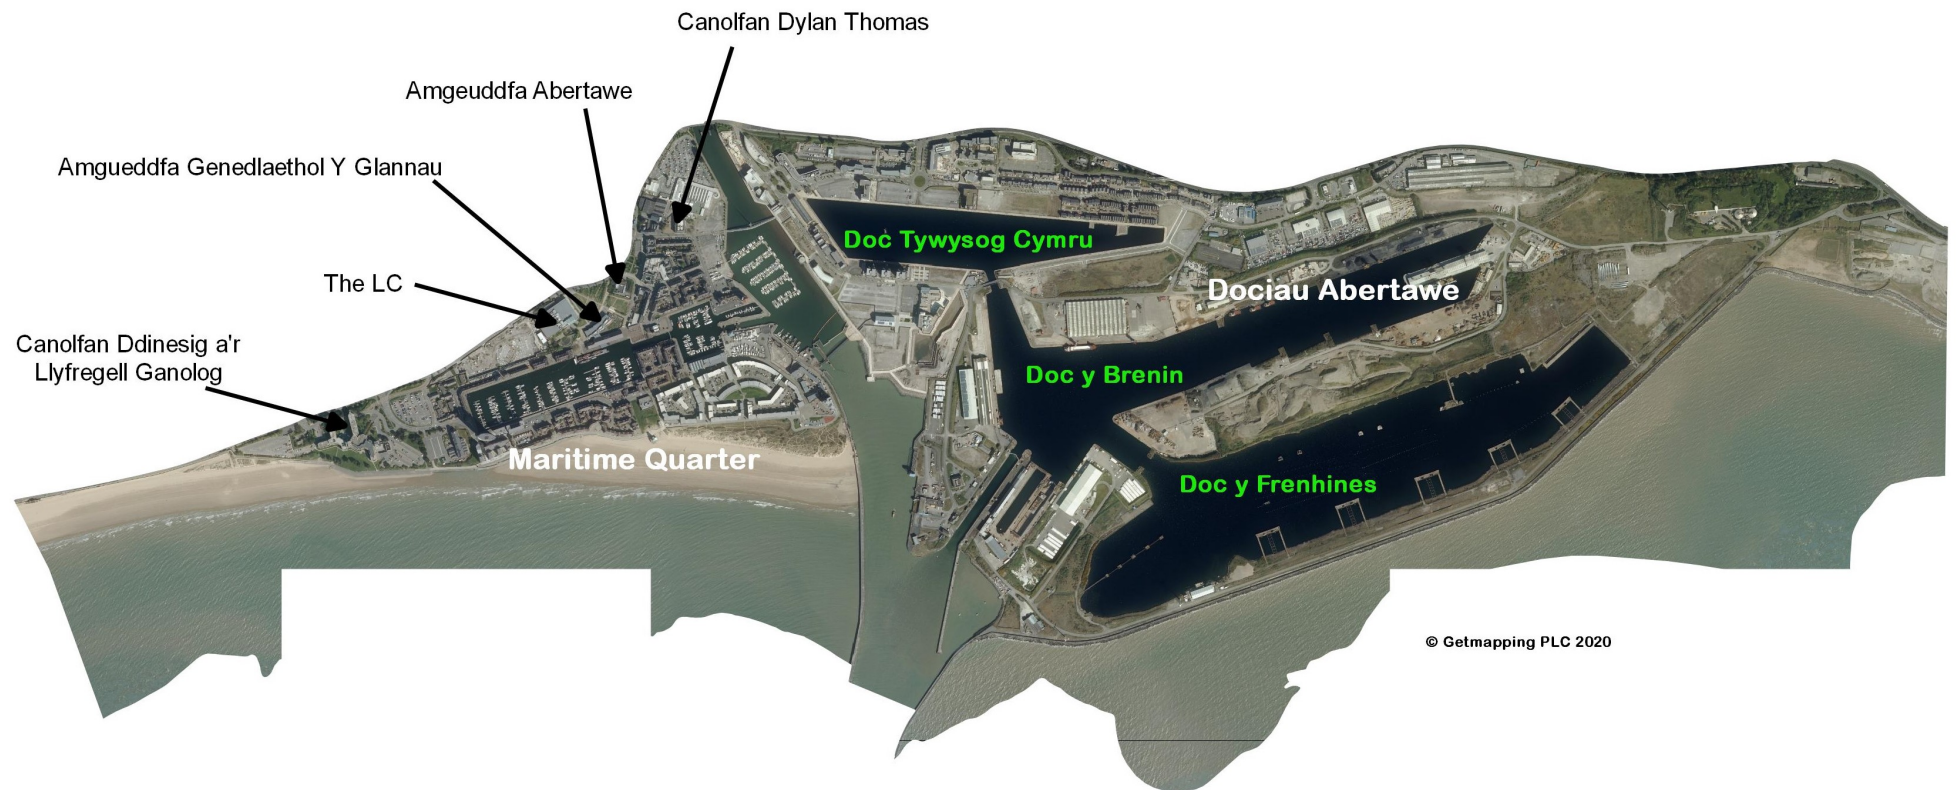 Canolfan Dylan Thomas
Amgeuddfa Abertawe
Amgueddfa Genedlaethol Y Glannau
The LC
Canolfan Ddinesig a'r
Llyfregell Ganolog
Doc Tywysog Cymru
Dociau Abertawe
Doc y Brenin
Maritime Quarter
Doc y Frenhines
© Getmapping PLC 2020